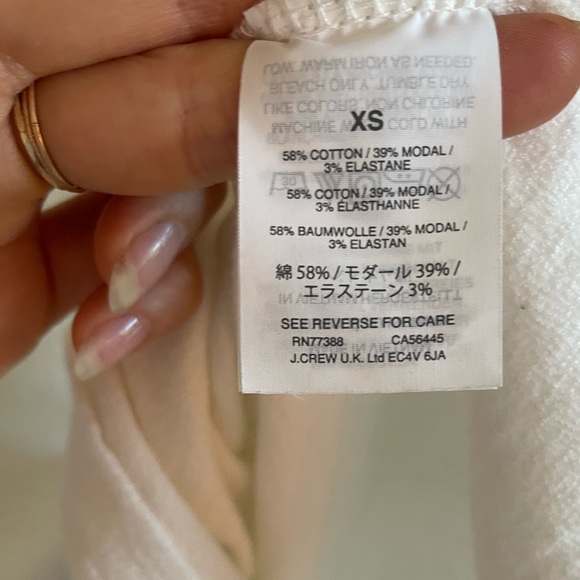 XS
58% COTTON / 39% MODAL /
3% ELASTANE
58% COTON / 39% MODAL /
3% ÉLASTHANNE
58% BAUMWOLLE / 39% MODAL /
3% ELASTAN
綿 58% / モダール 39% /
エラステーン 3%
SEE REVERSE FOR CARE
RN77388 CA56445
J.CREW U.K. Ltd EC4V 6JA